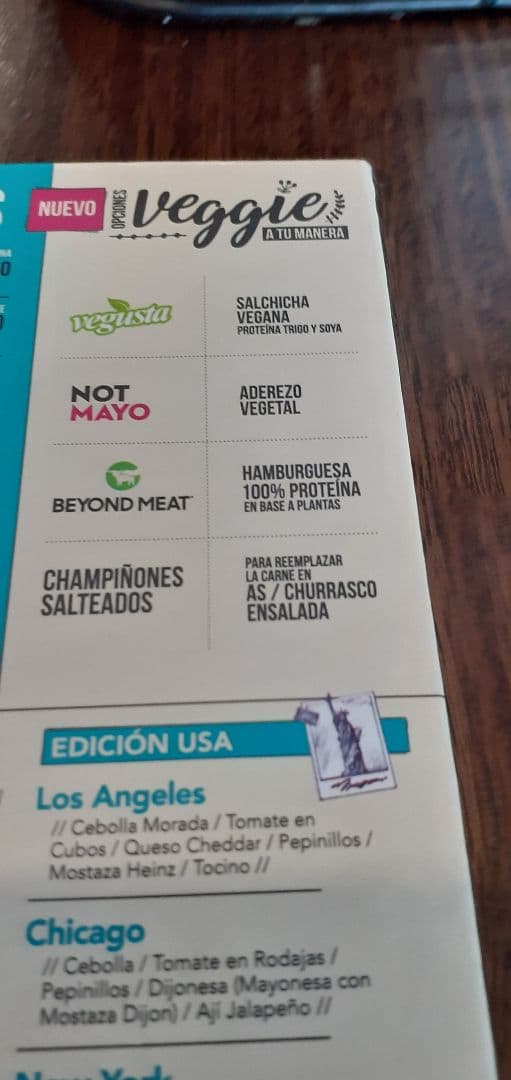 NUEVO
OPCIONES
Veggie
A TU MANERA
vegusta
SALCHICHA
VEGANA
PROTEÍNA TRIGO Y SOYA
NOT
MAYO
ADEREZO
VEGETAL
BEYOND MEAT
HAMBURGUESA
100% PROTEÍNA
EN BASE A PLANTAS
CHAMPIÑONES
SALTEADOS
PARA REEMPLAZAR
LA CARNE EN
AS / CHURRASCO
ENSALADA
EDICIÓN USA
Los Angeles
// Cebolla Morada / Tomate en
Cubos / Queso Cheddar / Pepinillos /
Mostaza Heinz / Tocino //
Chicago
// Cebolla / Tomate en Rodajas /
Pepinillos / Dijonesa (Mayonesa con
Mostaza Dijon) / Ají Jalapeño //
New York